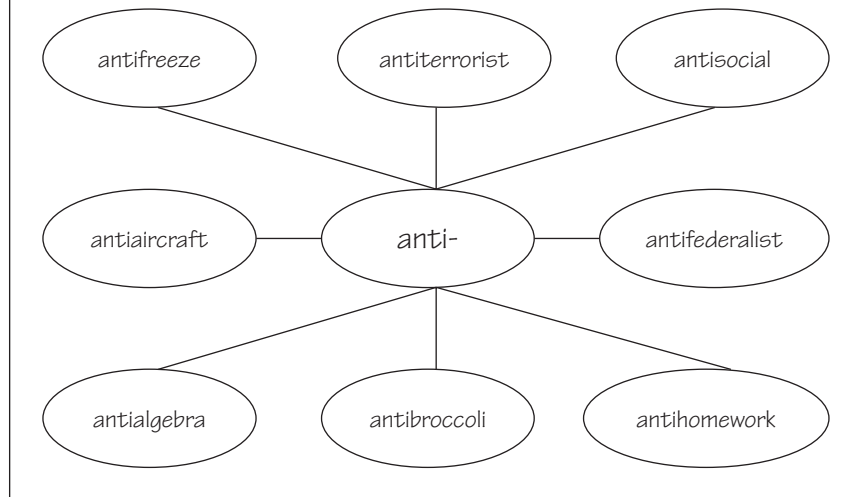 antifreeze
antiterrorist
antisocial
antiaircraft
anti-
antifederalist
antialgebra
antibroccoli
antihomework